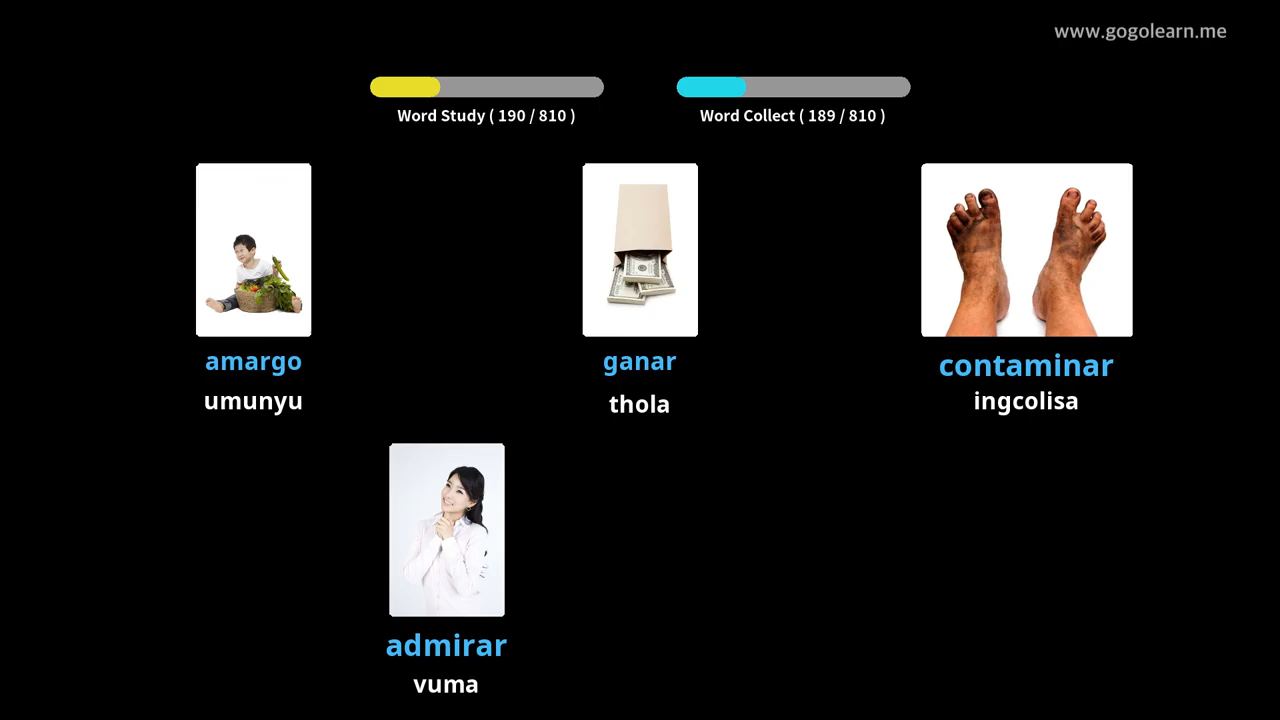 www.gogolearn.me
Word Study ( 190 / 810 )
Word Collect ( 189 / 810 )
amargo
umunyu
ganar
thola
contaminar
ingcolisa
admirar
vuma